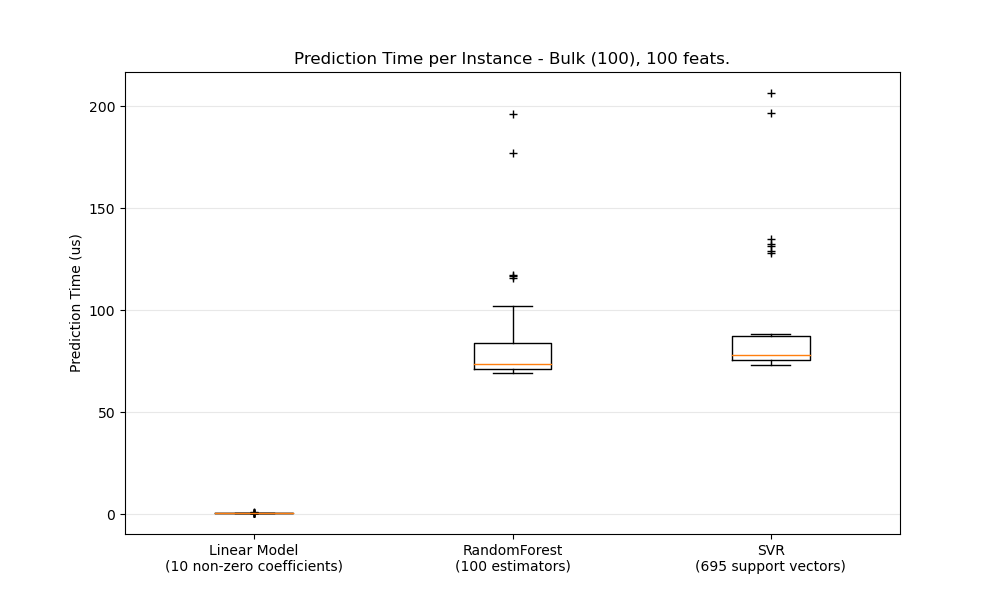 Prediction Time per Instance - Bulk (100), 100 feats.
Prediction Time (us)
200
150
100
50
0
Linear Model
(10 non-zero coefficients)
RandomForest
(100 estimators)
SVR
(695 support vectors)